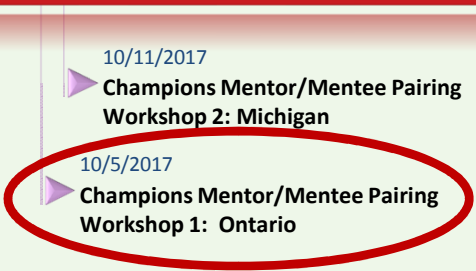 10/11/2017
Champions Mentor/Mentee Pairing
Workshop 2: Michigan
10/5/2017
Champions Mentor/Mentee Pairing
Workshop 1: Ontario